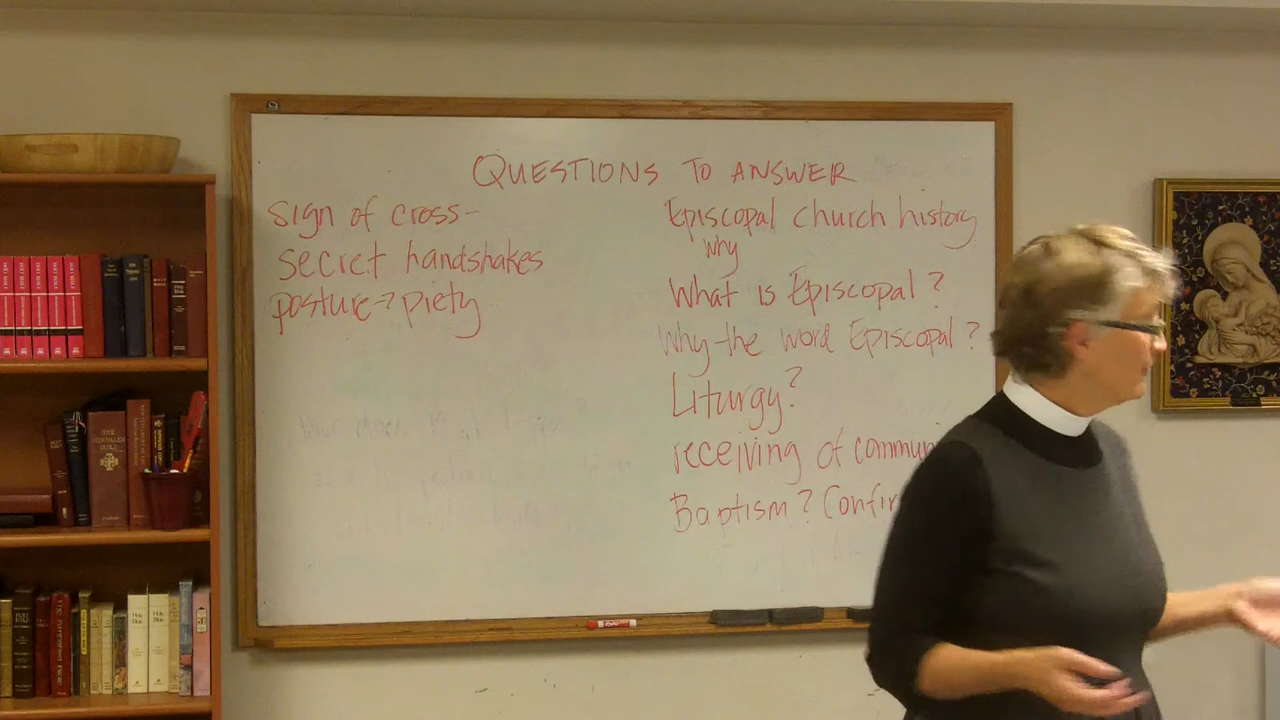 QUESTIONS TO ANSWER
sign of cross-
secret handshakes
posture → piety
Episcopal church history
why
What is Episcopal?
Why the word Episcopal?
Liturgy?
receiving of commun
Baptism? Confir